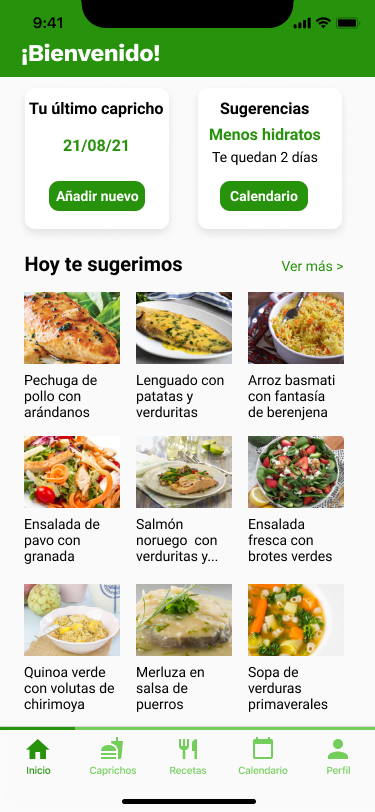 9:41
¡Bienvenido!
Tu último capricho
21/08/21
Añadir nuevo
Sugerencias
Menos hidratos
Te quedan 2 días
Calendario
Hoy te sugerimos
Ver más >
Pechuga de
pollo con
arándanos
Lenguado con
patatas y
verduritas
Arroz basmati
con fantasía
de berenjena
Ensalada de
pavo con
granada
Salmón
noruego con
verduritas y...
Ensalada
fresca con
brotes verdes
Quinoa verde
con volutas de
chirimoya
Merluza en
salsa de
puerros
Sopa de
verduras
primaverales
Inicio
Caprichos
Recetas
Calendario
Perfil